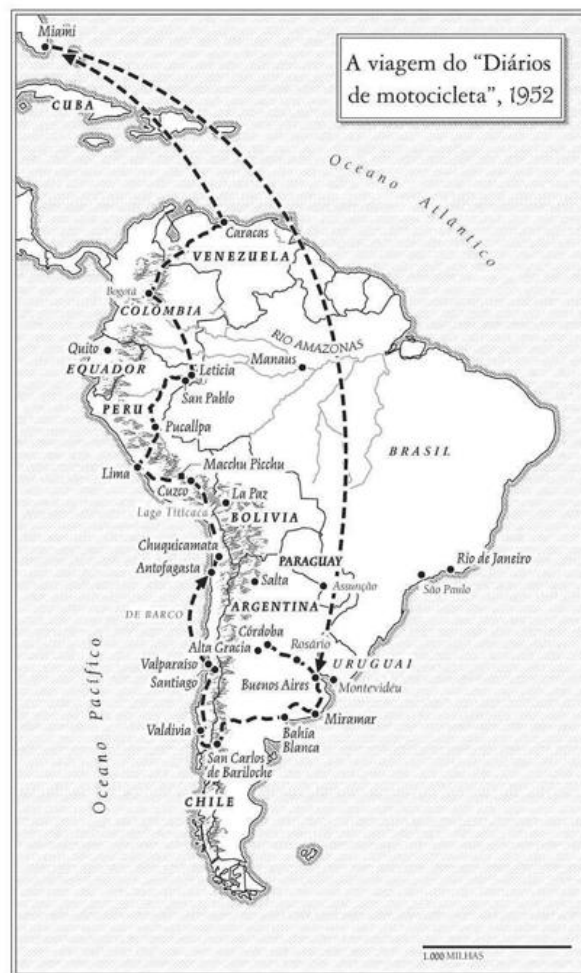 Miami
A viagem do “Diários
de motocicleta”, 1952
CUBA
Oceano Atlántico
Caracas
VENEZUELA
Bogotá
COLOMBIA
RIO AMAZONAS
Quito
EQUADOR
Letícia
Manaus
San Pablo
PERU
Pucallpa
BRASIL
Lima
Macchu Picchu
Cuzco
La Paz
Lago Titicaca
BOLIVIA
Chuquicamata
PARAGUAY
Rio de Janeiro
Antofagasta
Salta
Assunção
São Paulo
ARGENTINA
DE BARCO
Córdoba
Alta Gracia
Rosário
URUGUAI
Valparaíso
Santiago
Buenos Aires
Montevidéu
Oceano Pacífico
Miramar
Valdivia
Bahía
Blanca
San Carlos
de Bariloche
CHILE
1.000 MILHAS